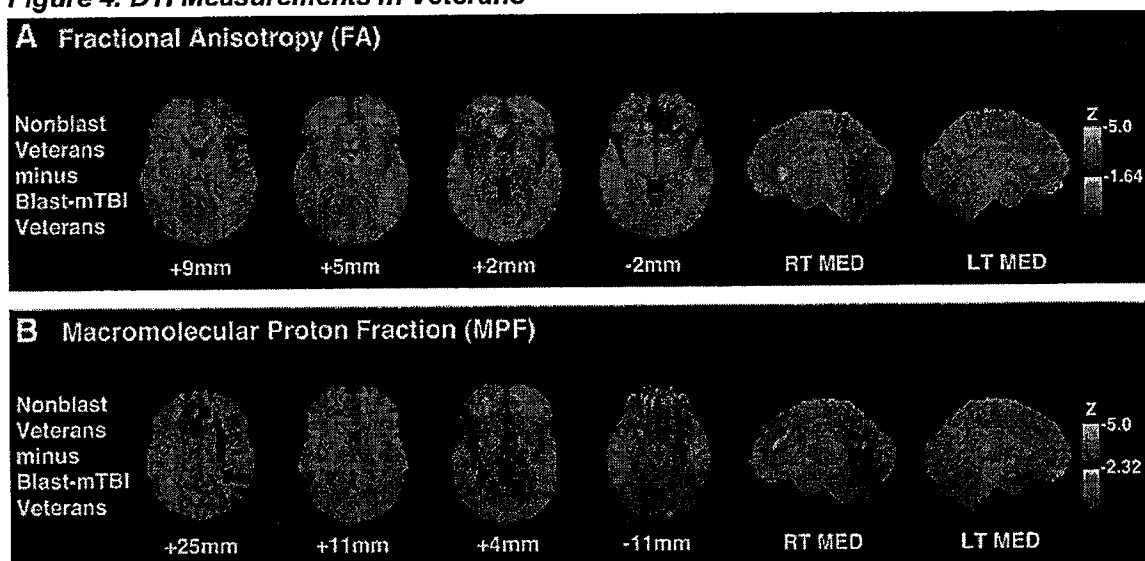 Figure 4. DTI Measurements in Veterans
A Fractional Anisotropy (FA)
Nonblast
Veterans
minus
Blast-mTBI
Veterans
+9mm
+5mm
+2mm
-2mm
RT MED
LT MED
Z
-5.0
-1.64
B Macromolecular Proton Fraction (MPF)
Nonblast
Veterans
minus
Blast-mTBI
Veterans
+25mm
+11mm
+4mm
-11mm
RT MED
LT MED
Z
-5.0
-2.32